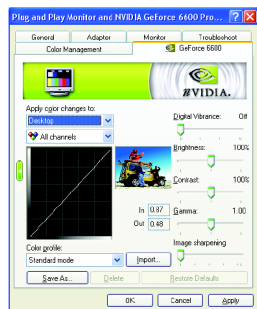 Plug and Play Monitor and NVIDIA GeForce 6600 Pro...
General Adapter Monitor Troubleshoot
Color Management GeForce 6600
NVIDIA.
Apply color changes to:
Desktop
All channels
Digital Vibrance: Off
Brightness: 100%
Contrast: 100%
In 0.87 Gamma: 1.00
Out 0.48
Image sharpening
Color profile:
Standard mode Import...
Save As... Delete Restore Defaults
OK Cancel Apply